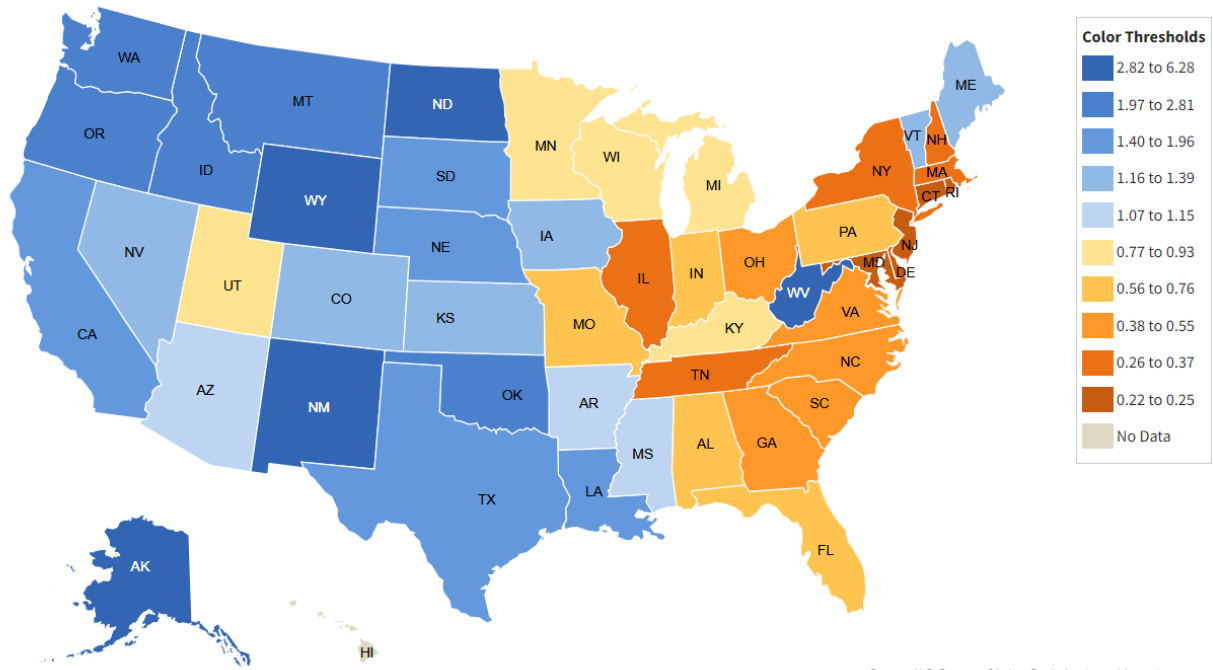 WA
MT
ND
ME
OR
ID
MN
VT
NH
WI
NY
MA
SD
MI
CT
RI
WY
NE
IA
PA
NJ
NV
OH
MD
DE
UT
IL
IN
CO
WV
KS
VA
CA
MO
KY
NC
AZ
TN
NM
OK
AR
SC
MS
AL
GA
TX
LA
FL
AK
HI
Color Thresholds
2.82 to 6.28
1.97 to 2.81
1.40 to 1.96
1.16 to 1.39
1.07 to 1.15
0.77 to 0.93
0.56 to 0.76
0.38 to 0.55
0.26 to 0.37
0.22 to 0.25
No Data